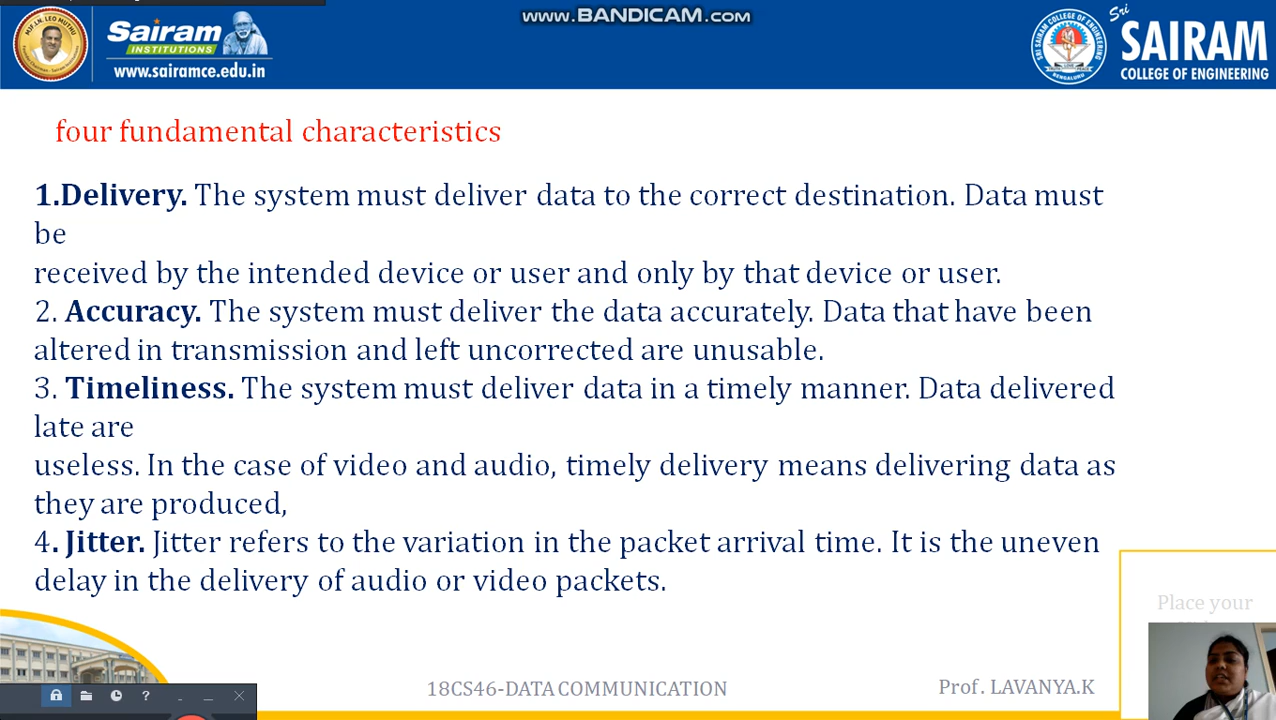 www.BANDICAM.com
Sairam
INSTITUTIONS
www.sairamce.edu.in
Sri
SAIRAM
COLLEGE OF ENGINEERING
four fundamental characteristics
1.Delivery. The system must deliver data to the correct destination. Data must
be
received by the intended device or user and only by that device or user.
2. Accuracy. The system must deliver the data accurately. Data that have been
altered in transmission and left uncorrected are unusable.
3. Timeliness. The system must deliver data in a timely manner. Data delivered
late are
useless. In the case of video and audio, timely delivery means delivering data as
they are produced,
4. Jitter. Jitter refers to the variation in the packet arrival time. It is the uneven
delay in the delivery of audio or video packets.
Place your
18CS46-DATA COMMUNICATION
Prof. LAVANYA.K